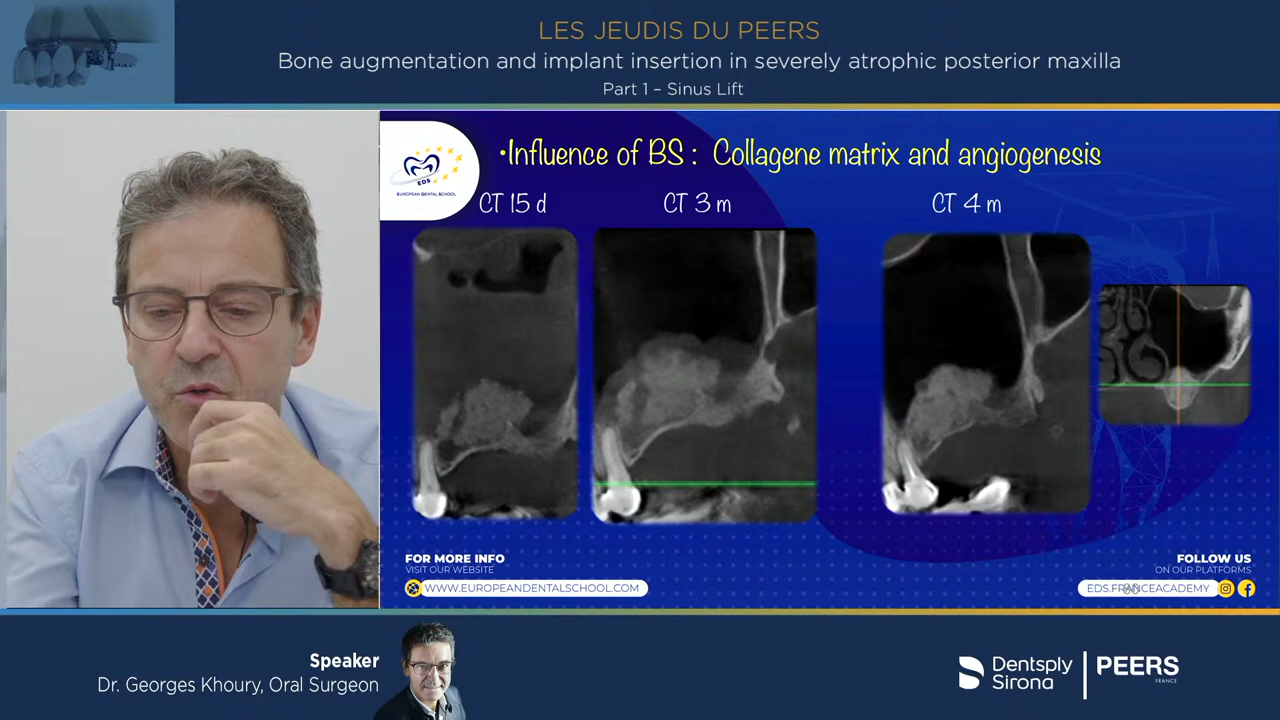 LES JEUDIS DU PEERS
Bone augmentation and implant insertion in severely atrophic posterior maxilla
Part 1 – Sinus Lift
EDS
EUROPEAN DENTAL SCHOOL
•Influence of BS : Collagene matrix and angiogenesis
CT 15 d
CT 3 m
CT 4 m
FOR MORE INFO
VISIT OUR WEBSITE
WWW.EUROPEANDENTALSCHOOL.COM
FOLLOW US
ON OUR PLATFORMS
EDS.FRANCEACADEMY
Speaker
Dr. Georges Khoury, Oral Surgeon
Dentsply
Sirona
PEERS
FRANCE